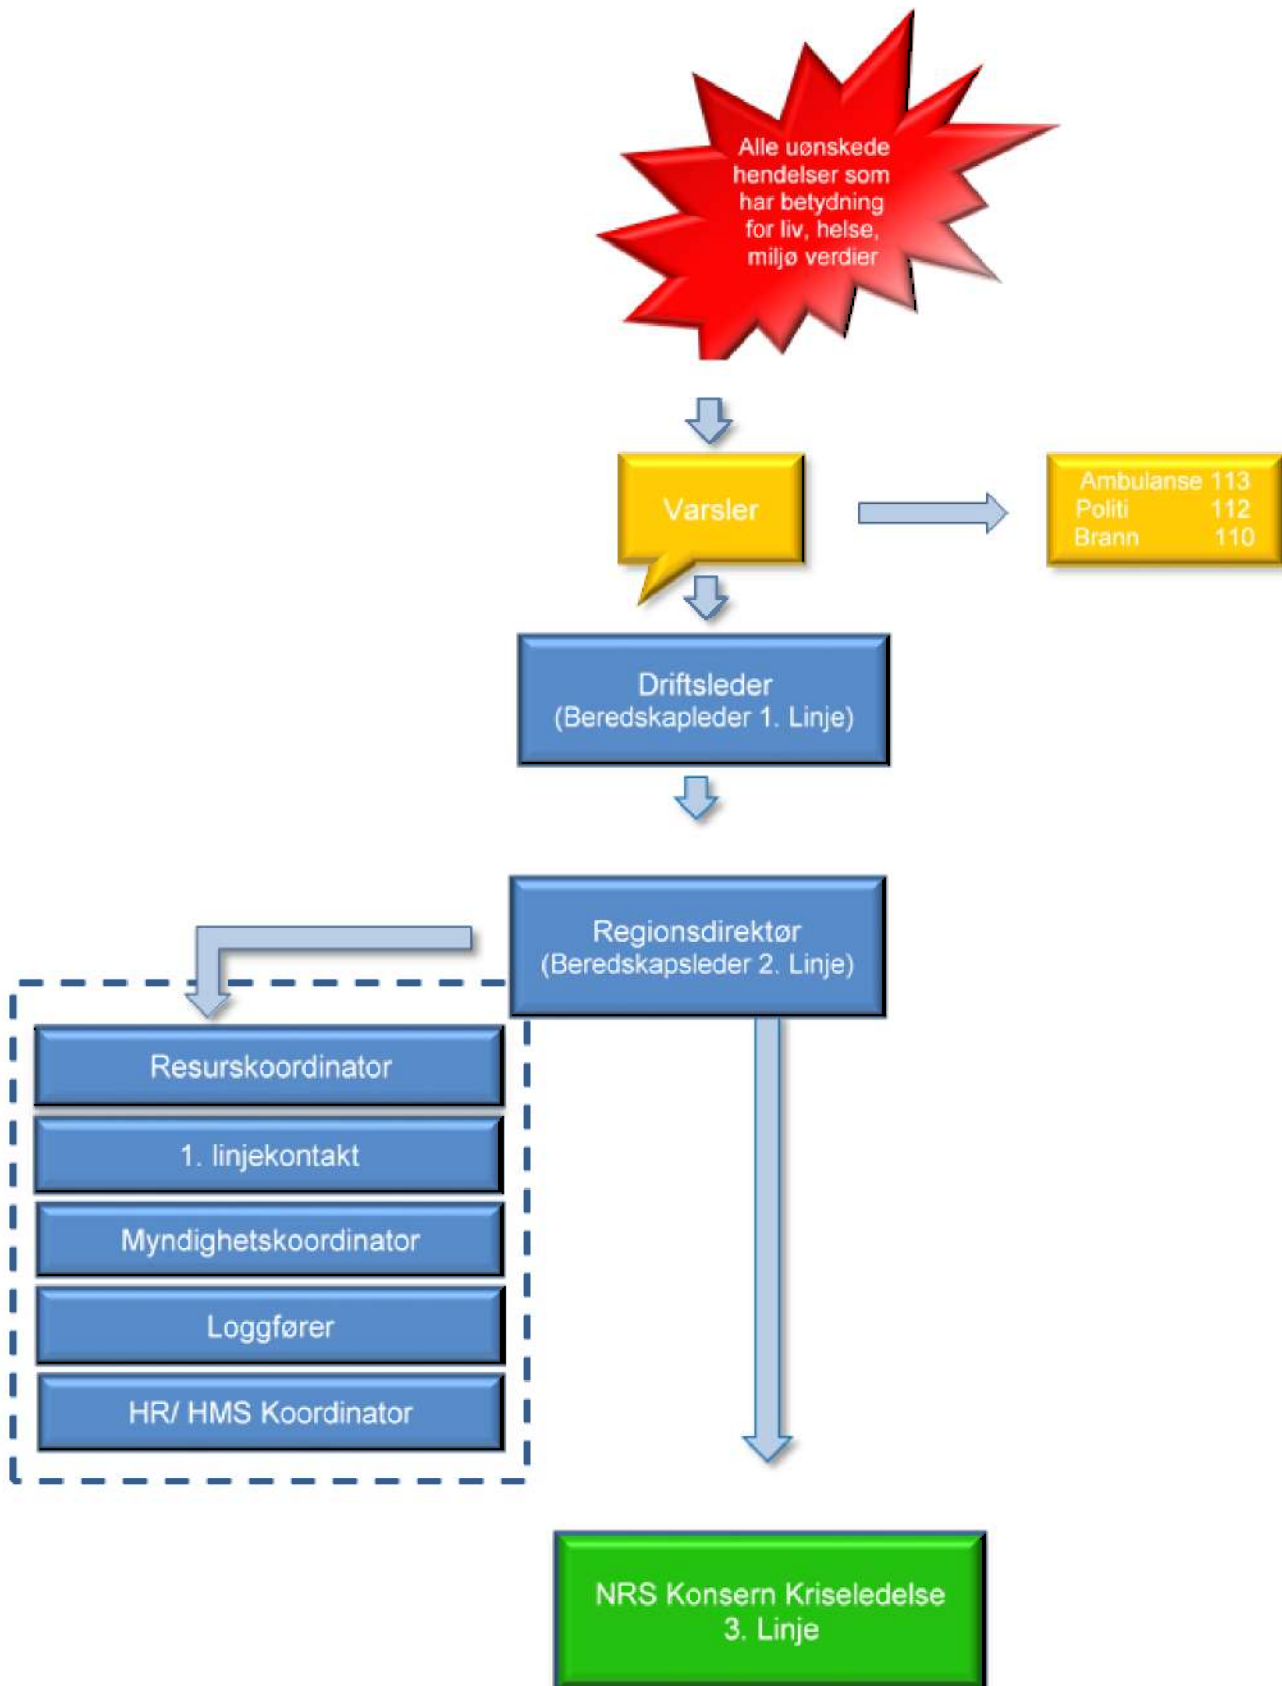 Alle uønskede
hendelser som
har betydning
for liv, helse,
miljø verdier
Varsler
Ambulanse 113
Politi 112
Brann 110
Driftsleder
(Beredskapleder 1. Linje)
Regionsdirektør
(Beredskapsleder 2. Linje)
Resurskoordinator
1. linjekontakt
Myndighetskoordinator
Loggfører
HR/ HMS Koordinator
NRS Konsern Kriseledelse
3. Linje